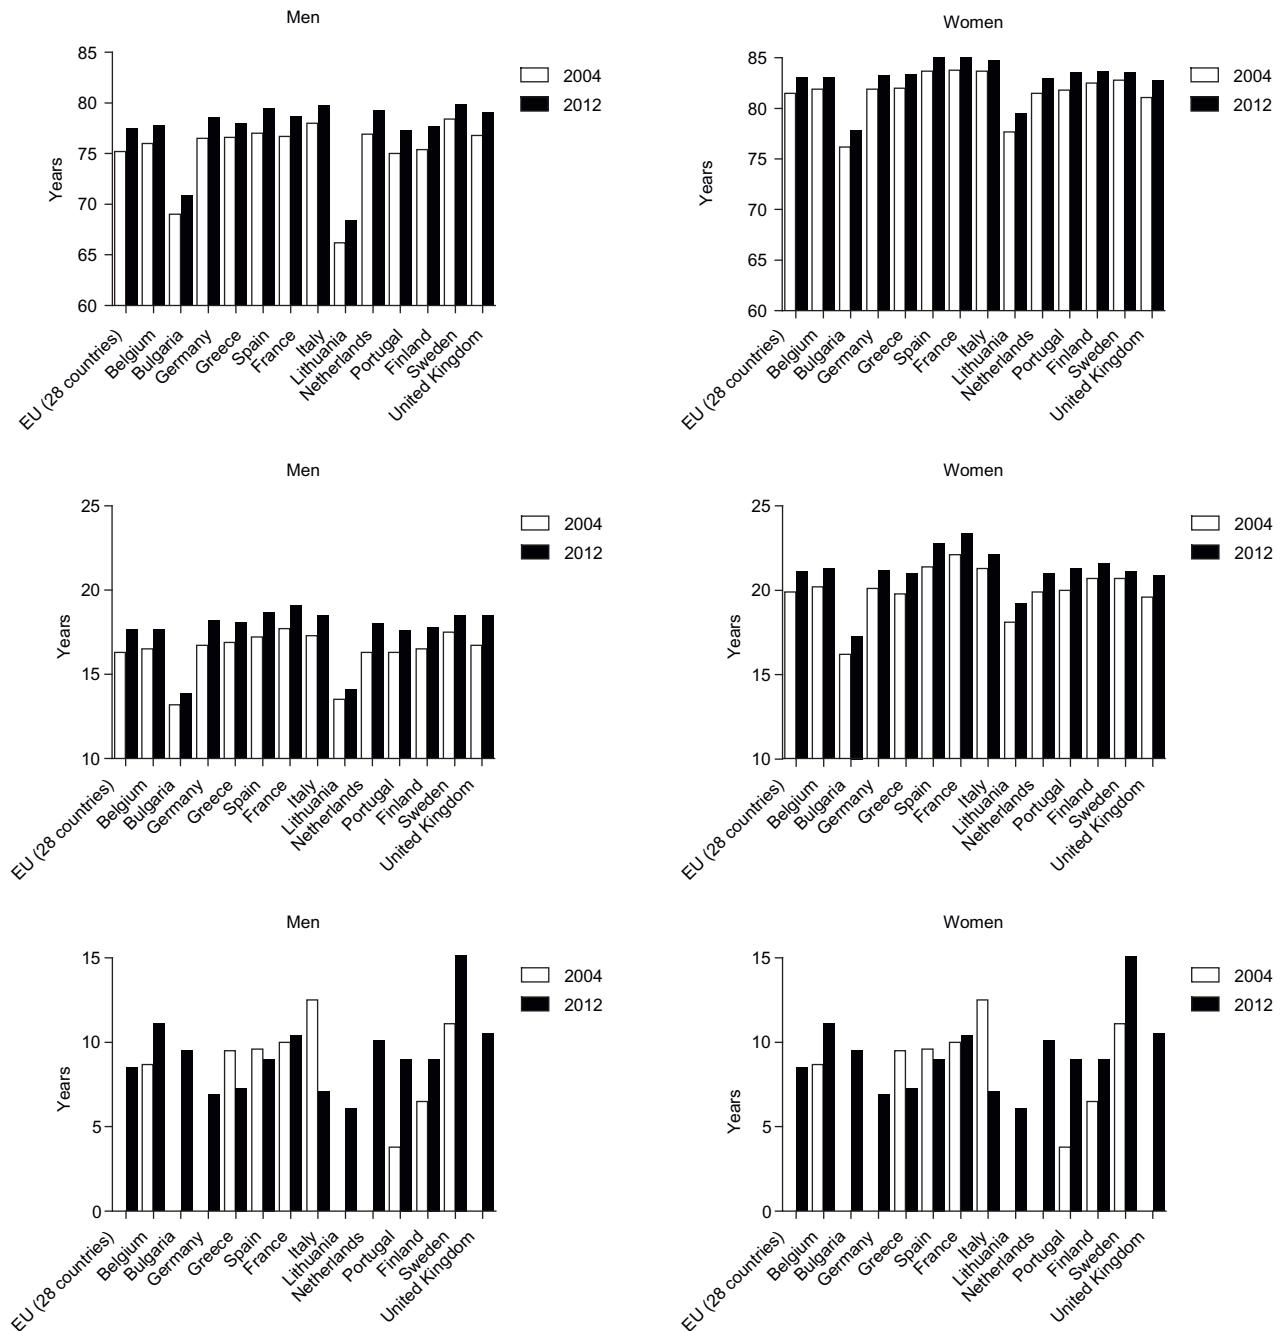 Men
85
80
75
70
65
60
Years
2004
2012
EU (28 countries)
Belgium
Bulgaria
Germany
Greece
Spain
France
Italy
Lithuania
Netherlands
Portugal
Finland
Sweden
United Kingdom
Women
85
80
75
70
65
60
Years
2004
2012
EU (28 countries)
Belgium
Bulgaria
Germany
Greece
Spain
France
Italy
Lithuania
Netherlands
Portugal
Finland
Sweden
United Kingdom
Men
25
20
15
10
Years
2004
2012
EU (28 countries)
Belgium
Bulgaria
Germany
Greece
Spain
France
Italy
Lithuania
Netherlands
Portugal
Finland
Sweden
United Kingdom
Women
25
20
15
10
Years
2004
2012
EU (28 countries)
Belgium
Bulgaria
Germany
Greece
Spain
France
Italy
Lithuania
Netherlands
Portugal
Finland
Sweden
United Kingdom
Men
15
10
5
0
Years
2004
2012
EU (28 countries)
Belgium
Bulgaria
Germany
Greece
Spain
France
Italy
Lithuania
Netherlands
Portugal
Finland
Sweden
United Kingdom
Women
15
10
5
0
Years
2004
2012
EU (28 countries)
Belgium
Bulgaria
Germany
Greece
Spain
France
Italy
Lithuania
Netherlands
Portugal
Finland
Sweden
United Kingdom